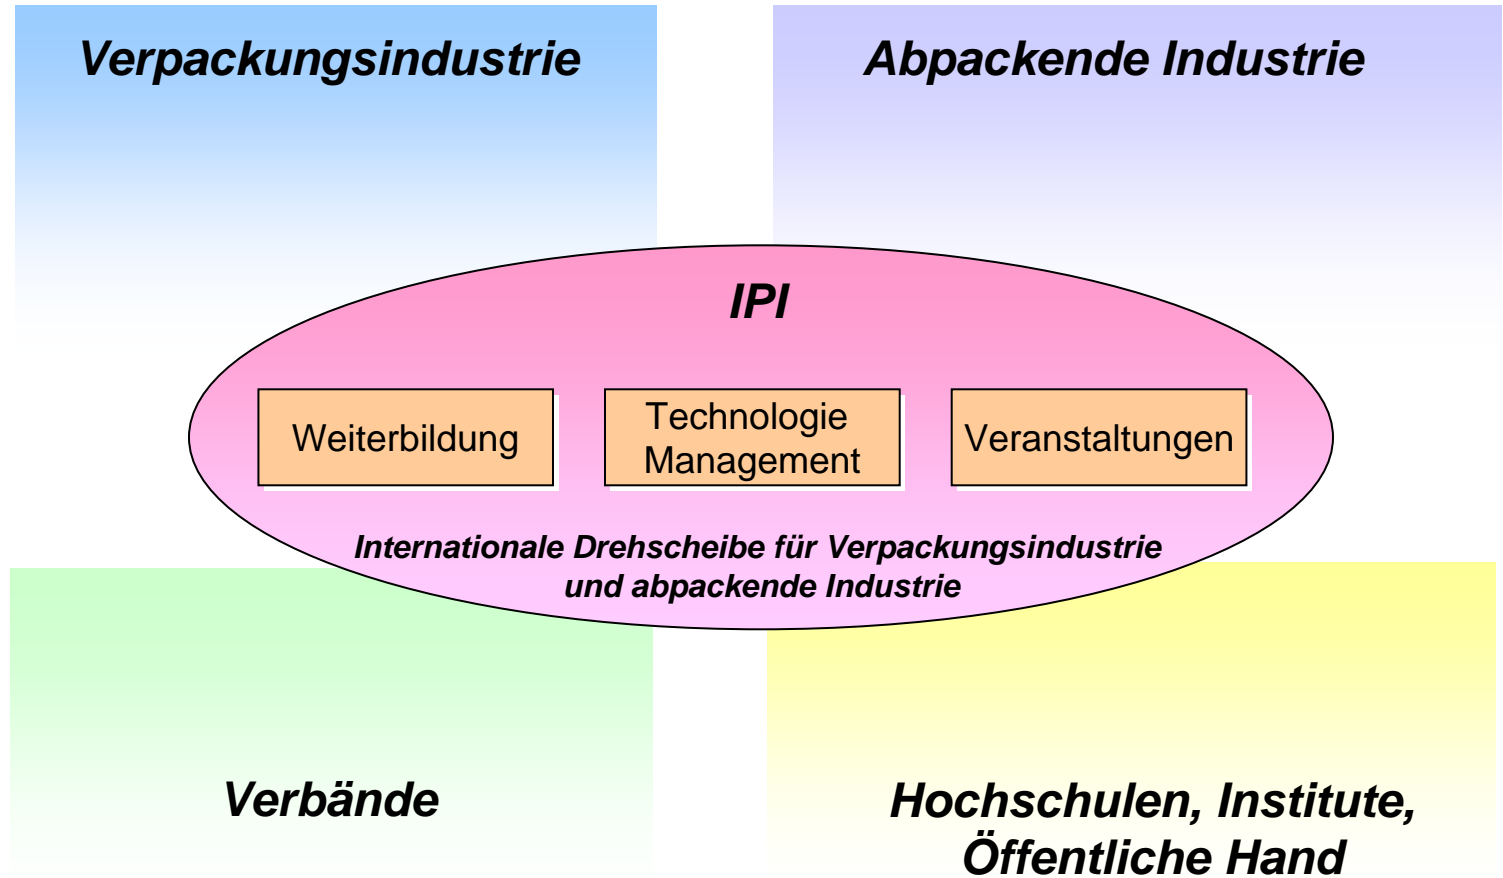 Verpackungsindustrie
Abpackende Industrie
IPI
Weiterbildung
Technologie
Management
Veranstaltungen
Internationale Drehscheibe für Verpackungsindustrie
und abpackende Industrie
Verbände
Hochschulen, Institute,
Öffentliche Hand